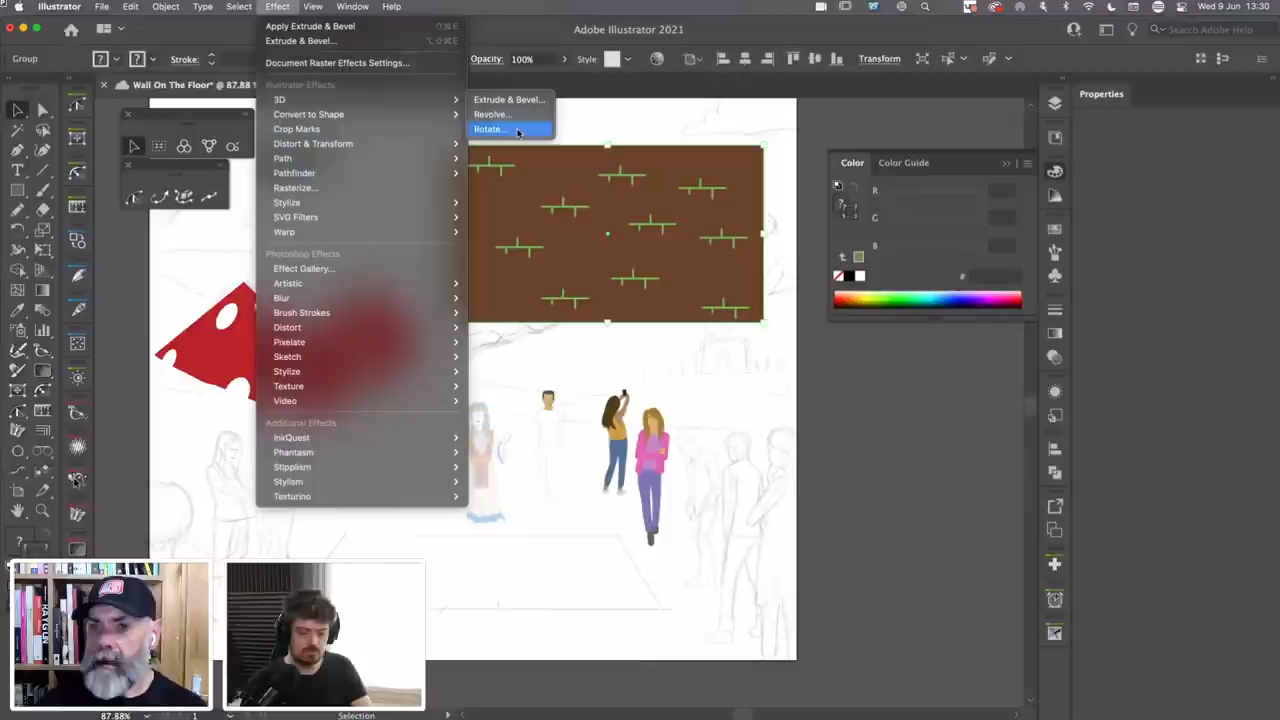 Illustrator File Edit Object Type Select Effect View Window Help
Wed 9 Jun 13:30
Adobe Illustrator 2021
Search Adobe Help
Group
Stroke:
Opacity: 100%
Style:
Transform
Wall On The Floor* @ 87.88
Apply Extrude & Bevel ⇧⌘E
Extrude & Bevel... ⌥⇧⌘E
Document Raster Effects Settings...
Illustrator Effects
3D
Convert to Shape
Crop Marks
Distort & Transform
Path
Pathfinder
Rasterize...
Stylize
SVG Filters
Warp
Photoshop Effects
Effect Gallery...
Artistic
Blur
Brush Strokes
Distort
Pixelate
Sketch
Stylize
Texture
Video
Additional Effects
InkQuest
Phantasm
Stipplism
Stylism
Texturino
Extrude & Bevel...
Revolve...
Rotate...
Color Color Guide
R
G
B
#
Properties
87.88%
1
Selection